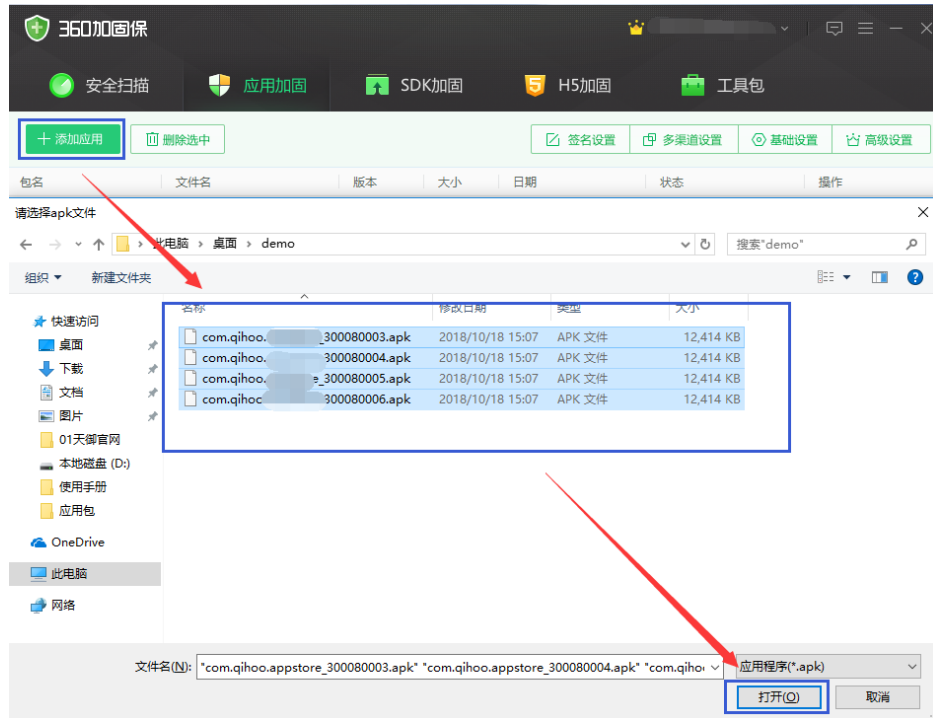 360加固保
安全扫描 应用加固 SDK加固 5 H5加固 工具包
添加应用 删除选中 签名设置 多渠道设置 基础设置 高级设置
包名 文件名 版本 大小 日期 状态 操作
请选择apk文件
此电脑 › 桌面 › demo 搜索"demo"
组织 新建文件夹
名称 修改日期 类型 大小
快速访问
桌面
下载
文档
图片
01天御官网
本地磁盘 (D:)
使用手册
应用包
OneDrive
此电脑
网络
com.qihoo. _300080003.apk 2018/10/18 15:07 APK 文件 12,414 KB
com.qihoo. 300080004.apk 2018/10/18 15:07 APK 文件 12,414 KB
com.qihoo. e_300080005.apk 2018/10/18 15:07 APK 文件 12,414 KB
com.qihoo 300080006.apk 2018/10/18 15:07 APK 文件 12,414 KB
文件名(N): "com.qihoo.appstore_300080003.apk" "com.qihoo.appstore_300080004.apk" "com.qihoo 应用程序(*.apk)
打开(O) 取消